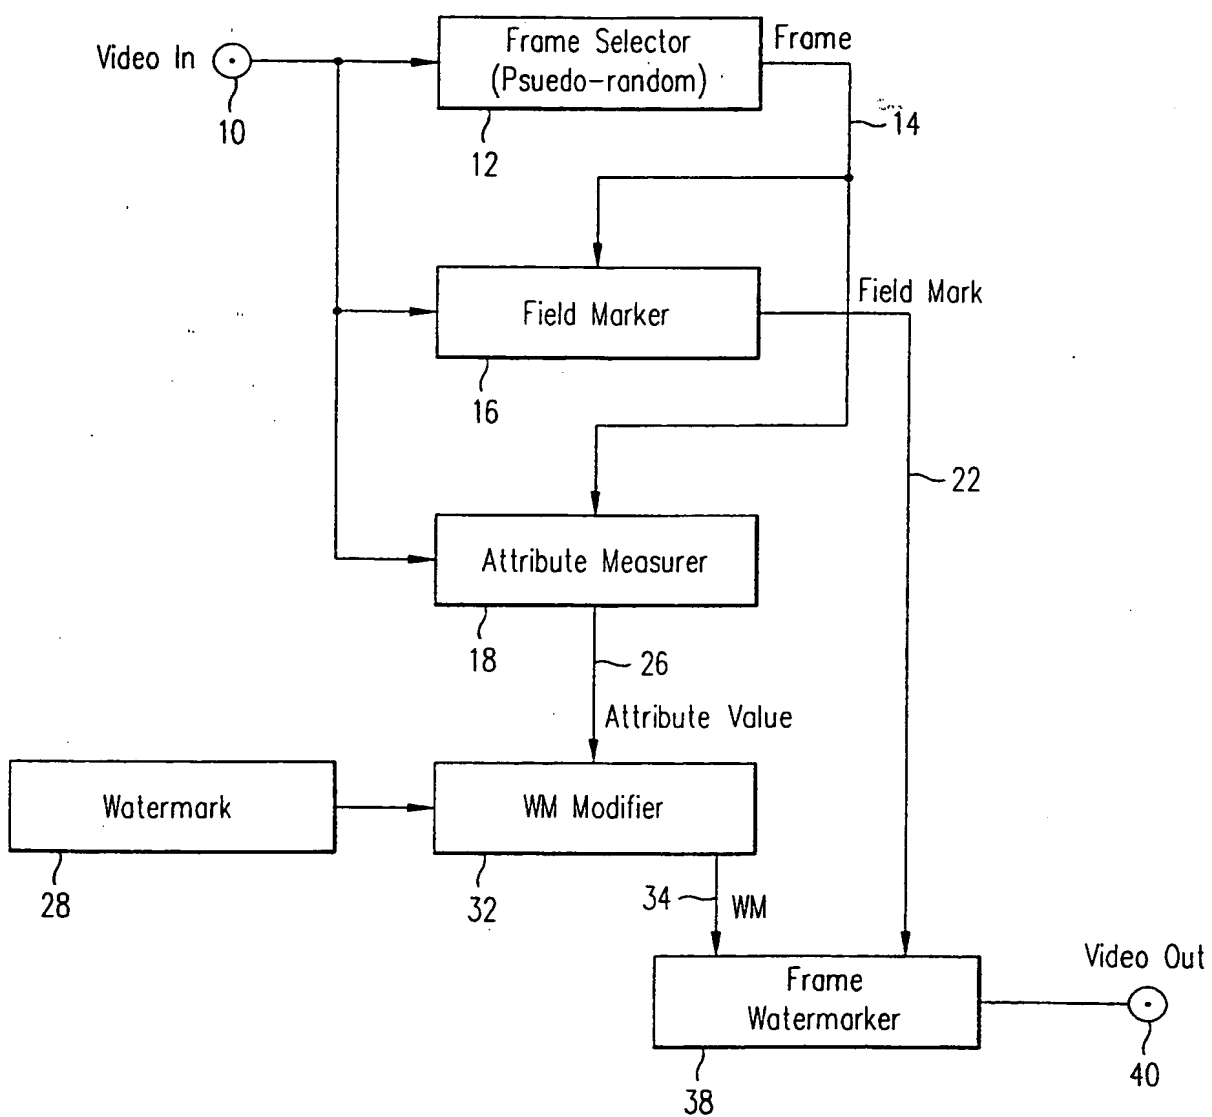 Video In
10
Frame Selector
(Psuedo-random)
12
Frame
14
Field Marker
16
Field Mark
22
Attribute Measurer
18
26
Attribute Value
Watermark
28
WM Modifier
32
34
WM
Frame
Watermarker
38
Video Out
40